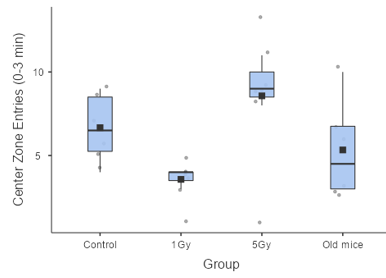 Center Zone Entries (0-3 min)
10
5
Control
1Gy
5Gy
Old mice
Group